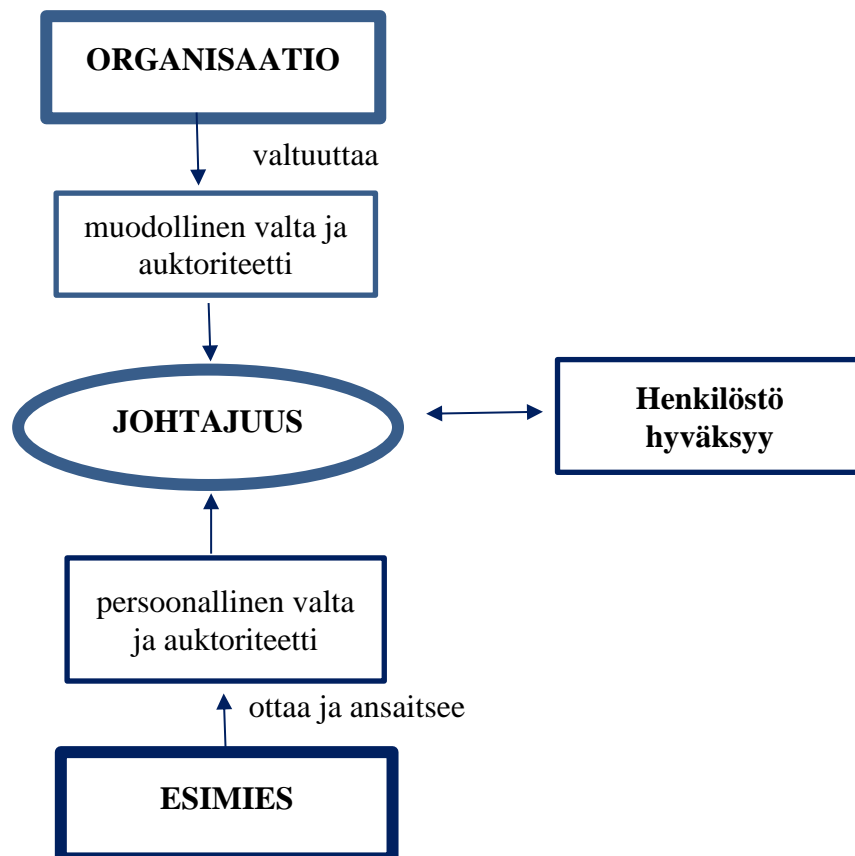 ORGANISAATIO
valtuuttaa
muodollinen valta ja
auktoriteetti
JOHTAJUUS
Henkilöstö
hyväksyy
persoonallinen valta
ja auktoriteetti
ottaa ja ansaitsee
ESIMIES